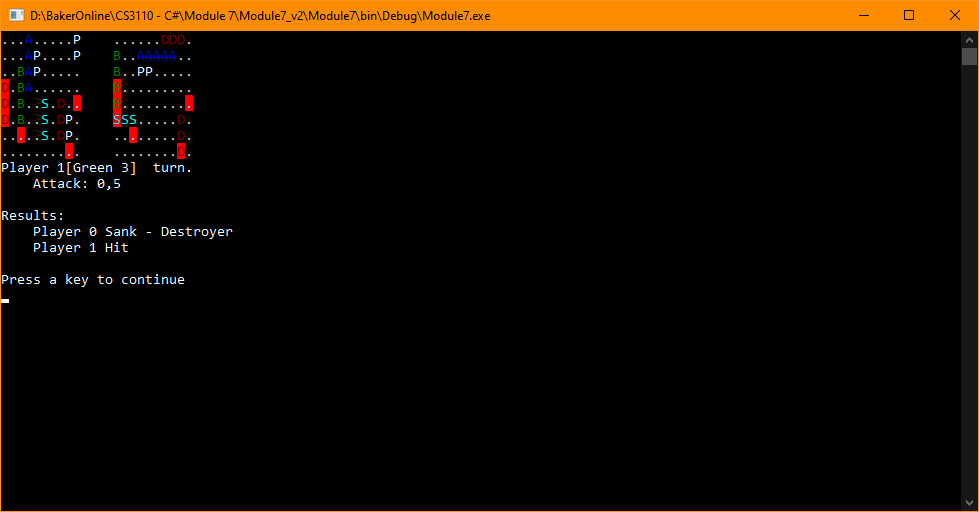 D:\BakerOnline\CS3110 - C#\Module 7\Module7_v2\Module7\bin\Debug\Module7.exe
...A.....P    ......DDD.
...AP....P    B..AAAAA..
..BAP.....    B..PP.....
D.BA......    B.........
D.B..S.D..    B.........
D.B..S.DP.    SSS.....D.
.....S.DP.    ........D.
..........    ........D.
Player 1[Green 3]  turn.
    Attack: 0,5
Results:
    Player 0 Sank - Destroyer
    Player 1 Hit
Press a key to continue